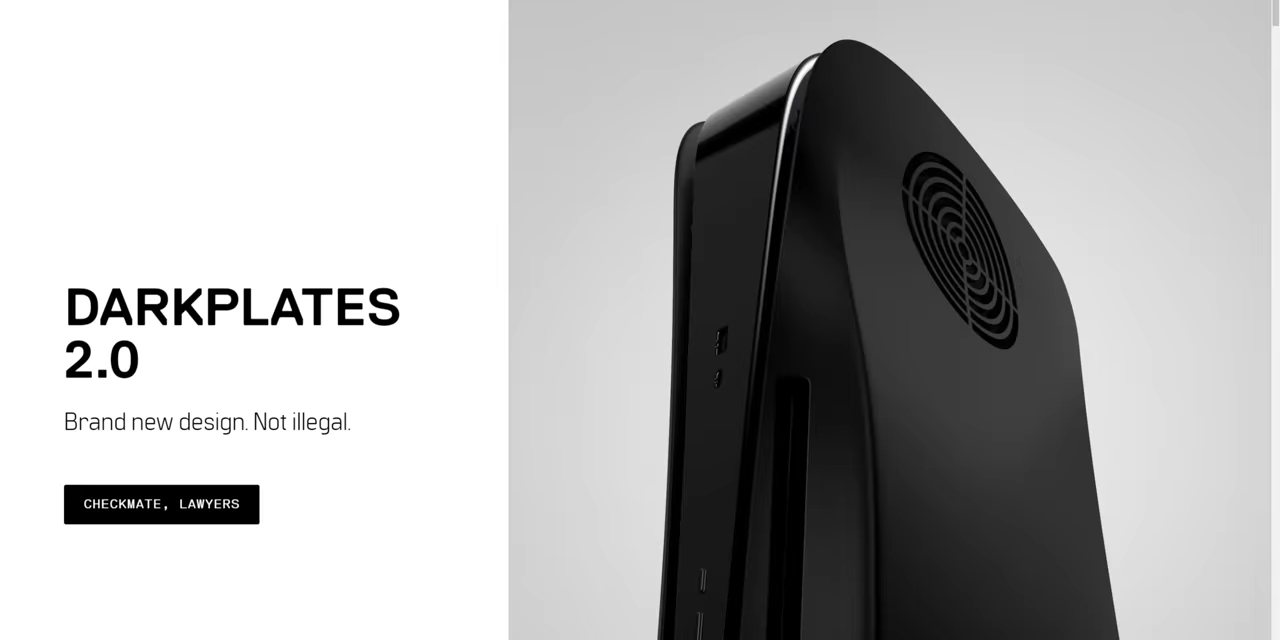 DARKPLATES
2.0
Brand new design. Not illegal.
CHECKMATE, LAWYERS